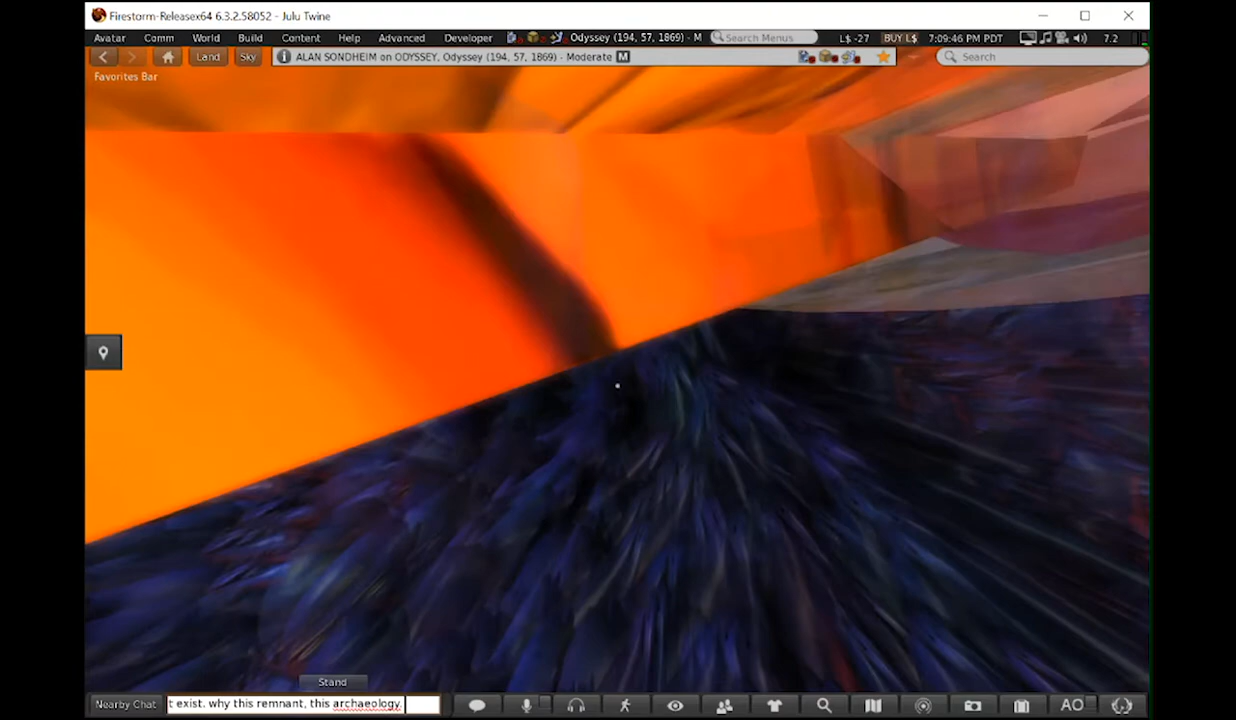 Firestorm-Releasex64 6.3.2.58052 - Julu Twine
Avatar Comm World Build Content Help Advanced Developer Odyssey (194, 57, 1869) - M Search Menus L$ -27 BUY L$ 7:09:46 PM PDT 7.2
Land Sky ALAN SONDHEIM on ODYSSEY, Odyssey (194, 57, 1869) - Moderate M Search
Favorites Bar
Stand
Nearby Chat t exist. why this remnant, this archaeology. AO